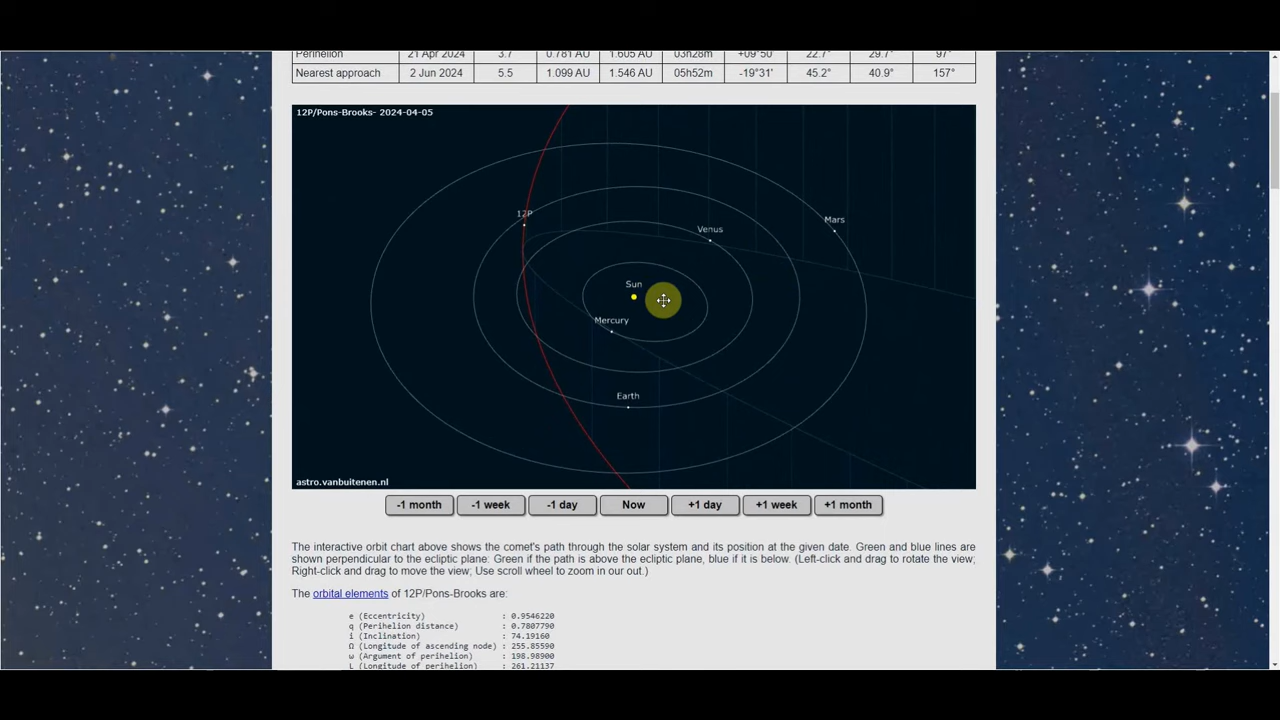 Perihelion 21 Apr 2024 3.7 0.781 AU 1.605 AU 03h28m +09°50' 22.7° 29.7° 97°
Nearest approach 2 Jun 2024 5.5 1.099 AU 1.546 AU 05h52m -19°31' 45.2° 40.9° 157°
12P/Pons-Brooks- 2024-04-05
12P
Mars
Venus
Sun
Mercury
Earth
astro.vanbuitenen.nl
-1 month -1 week -1 day Now +1 day +1 week +1 month
The interactive orbit chart above shows the comet's path through the solar system and its position at the given date. Green and blue lines are
shown perpendicular to the ecliptic plane: Green if the path is above the ecliptic plane, blue if it is below. (Left-click and drag to rotate the view;
Right-click and drag to move the view; Use scroll wheel to zoom in our out.)
The orbital elements of 12P/Pons-Brooks are:
e (Eccentricity) : 0.9546220
q (Perihelion distance) : 0.7807790
i (Inclination) : 74.19160
Ω (Longitude of ascending node) : 255.85590
ω (Argument of perihelion) : 198.98900
L (Longitude of perihelion) : 261.21137